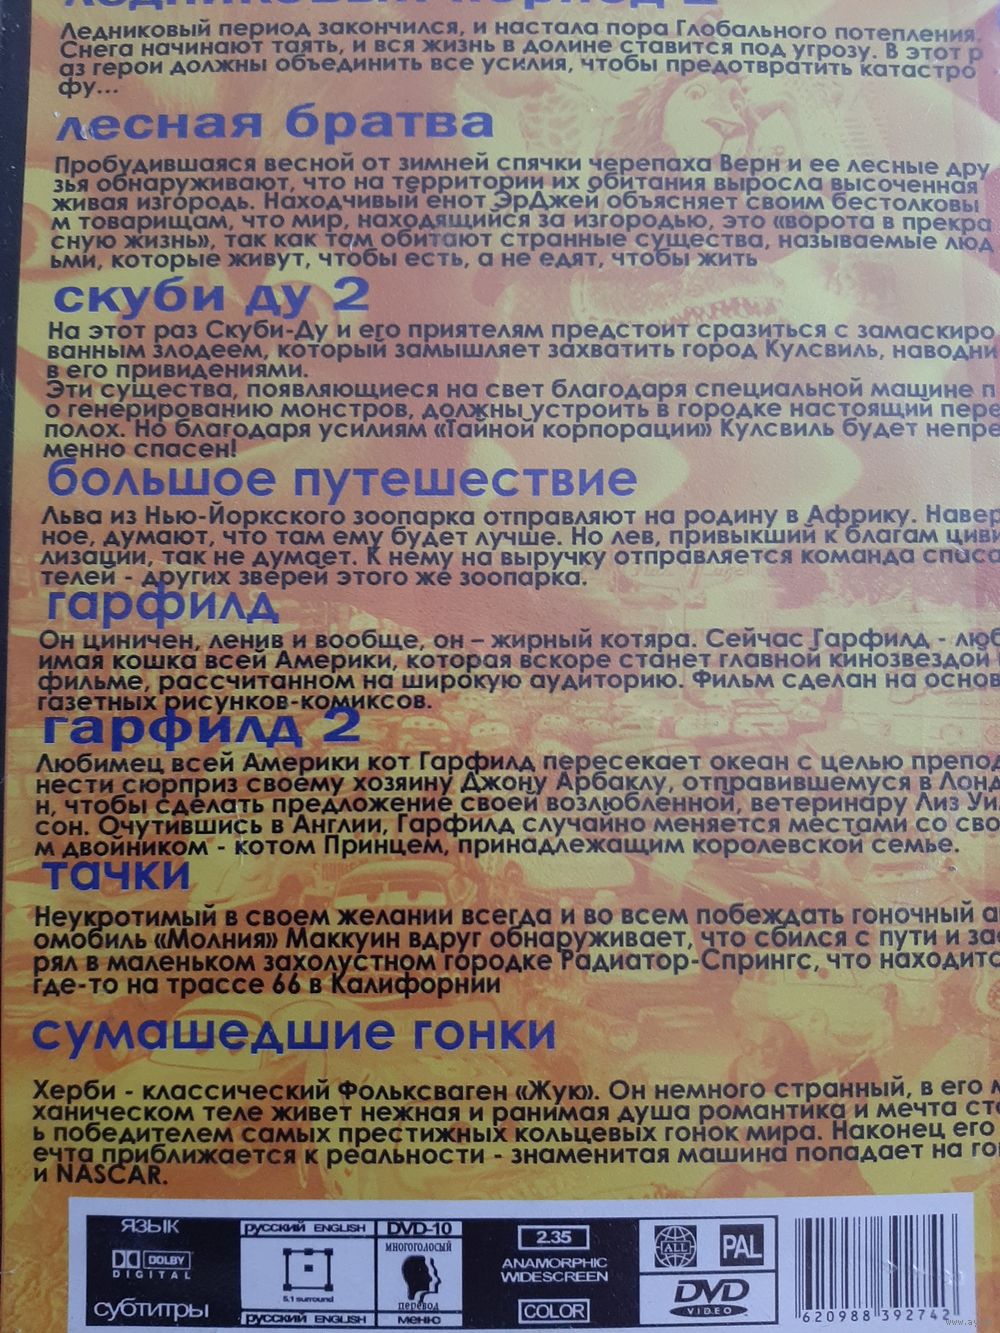 ледниковый период 2
Ледниковый период закончился, и настала пора Глобального потепления.
Снега начинают таять, и вся жизнь в долине ставится под угрозу. В этот р
аз герои должны объединить все усилия, чтобы предотвратить катастро
фу...
лесная братва
Пробудившаяся весной от зимней спячки черепаха Верн и ее лесные дру
зья обнаруживают, что на территории их обитания выросла высоченная
живая изгородь. Находчивый енот ЭрДжей объясняет своим бестолковы
м товарищам, что мир, находящийся за изгородью, это «ворота в прекра
сную жизнь», так как там обитают странные существа, называемые люд
ьми, которые живут, чтобы есть, а не едят, чтобы жить
скуби ду 2
На этот раз Скуби-Ду и его приятелям предстоит сразиться с замаскиро
ванным злодеем, который замышляет захватить город Кулсвиль, наводни
в его привидениями.
Эти существа, появляющиеся на свет благодаря специальной машине п
о генерированию монстров, должны устроить в городке настоящий пере
полох. Но благодаря усилиям «Тайной корпорации» Кулсвиль будет непре
менно спасен!
большое путешествие
Льва из Нью-Йоркского зоопарка отправляют на родину в Африку. Навер
ное, думают, что там ему будет лучше. Но лев, привыкший к благам циви
лизации, так не думает. К нему на выручку отправляется команда спаса
телей - других зверей этого же зоопарка.
гарфилд
Он циничен, ленив и вообще, он – жирный котяра. Сейчас Гарфилд - люб
имая кошка всей Америки, которая вскоре станет главной кинозвездой
фильме, рассчитанном на широкую аудиторию. Фильм сделан на основ
газетных рисунков-комиксов.
гарфилд 2
Любимец всей Америки кот Гарфилд пересекает океан с целью препод
нести сюрприз своему хозяину Джону Арбаклу, отправившемуся в Лонд
н, чтобы сделать предложение своей возлюбленной, ветеринару Лиз Уи
сон. Очутившись в Англии, Гарфилд случайно меняется местами со сво
м двойником - котом Принцем, принадлежащим королевской семье.
тачки
Неукротимый в своем желании всегда и во всем побеждать гоночный а
омобиль «Молния» Маккуин вдруг обнаруживает, что сбился с пути и зас
рял в маленьком захолустном городке Радиатор-Спрингс, что находитс
где-то на трассе 66 в Калифорнии
сумашедшие гонки
Херби - классический Фольксваген «Жук». Он немного странный, в его м
ханическом теле живет нежная и ранимая душа романтика и мечта ст
ь победителем самых престижных кольцевых гонок мира. Наконец его
ечта приближается к реальности - знаменитая машина попадает на го
и NASCAR.
язык
DOLBY
DIGITAL
субтитры
русский ENGLISH
5.1 surround
русский ENGLISH
DVD-10
многоголосый
перевод
меню
2.35
ANAMORPHIC
WIDESCREEN
COLOR
ALL
PAL
DVD
VIDEO
620988 392742